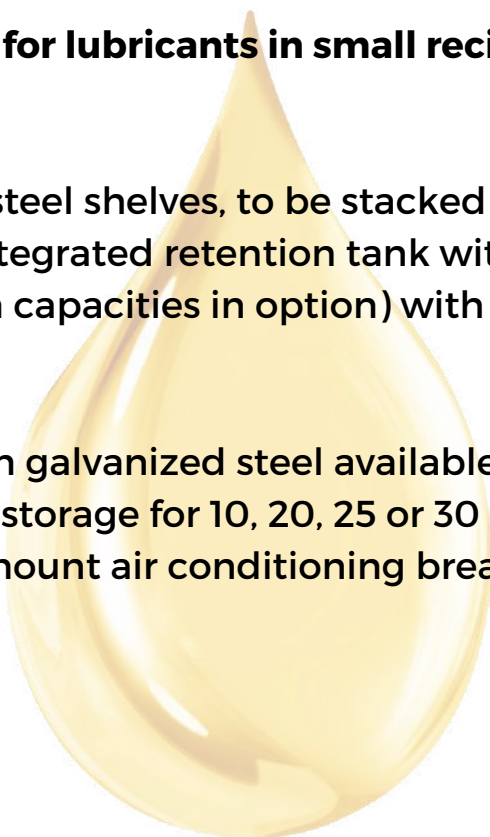 for lubricants in small reci
steel shelves, to be stacked
tegrated retention tank wit
capacities in option) with
galvanized steel available
storage for 10, 20, 25 or 30
ount air conditioning brea